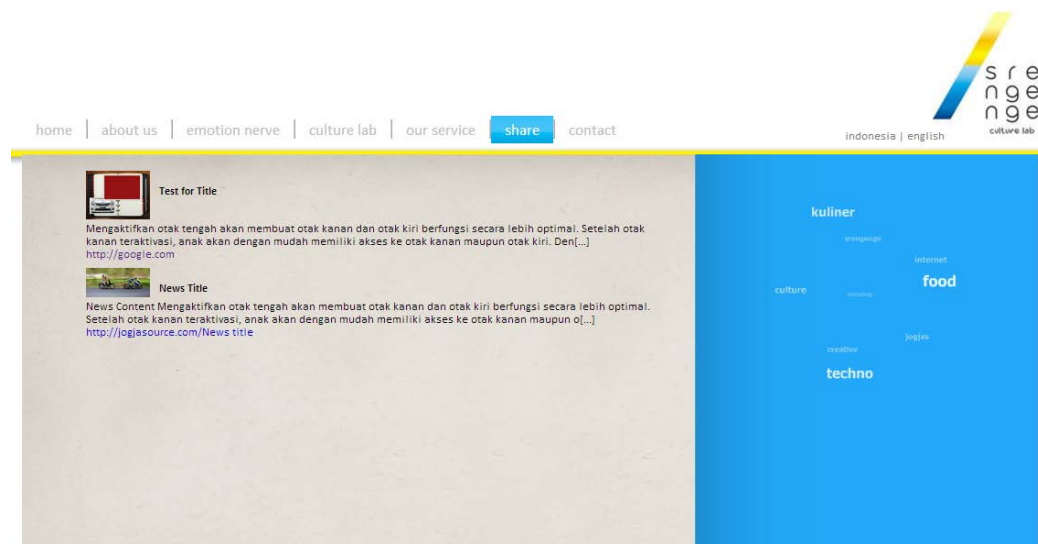 sre
nge
nge
culture lab
home | about us | emotion nerve | culture lab | our service | share | contact
indonesia | english
Test for Title
Mengaktifkan otak tengah akan membuat otak kanan dan otak kiri berfungsi secara lebih optimal. Setelah otak
kanan teraktivasi, anak akan dengan mudah memiliki akses ke otak kanan maupun otak kiri. Den[...]
http://google.com
News Title
News Content Mengaktifkan otak tengah akan membuat otak kanan dan otak kiri berfungsi secara lebih optimal.
Setelah otak kanan teraktivasi, anak akan dengan mudah memiliki akses ke otak kanan maupun o[...]
http://jogjasource.com/News title
kuliner
srengenge
internet
food
culture
jogjas
creative
techno